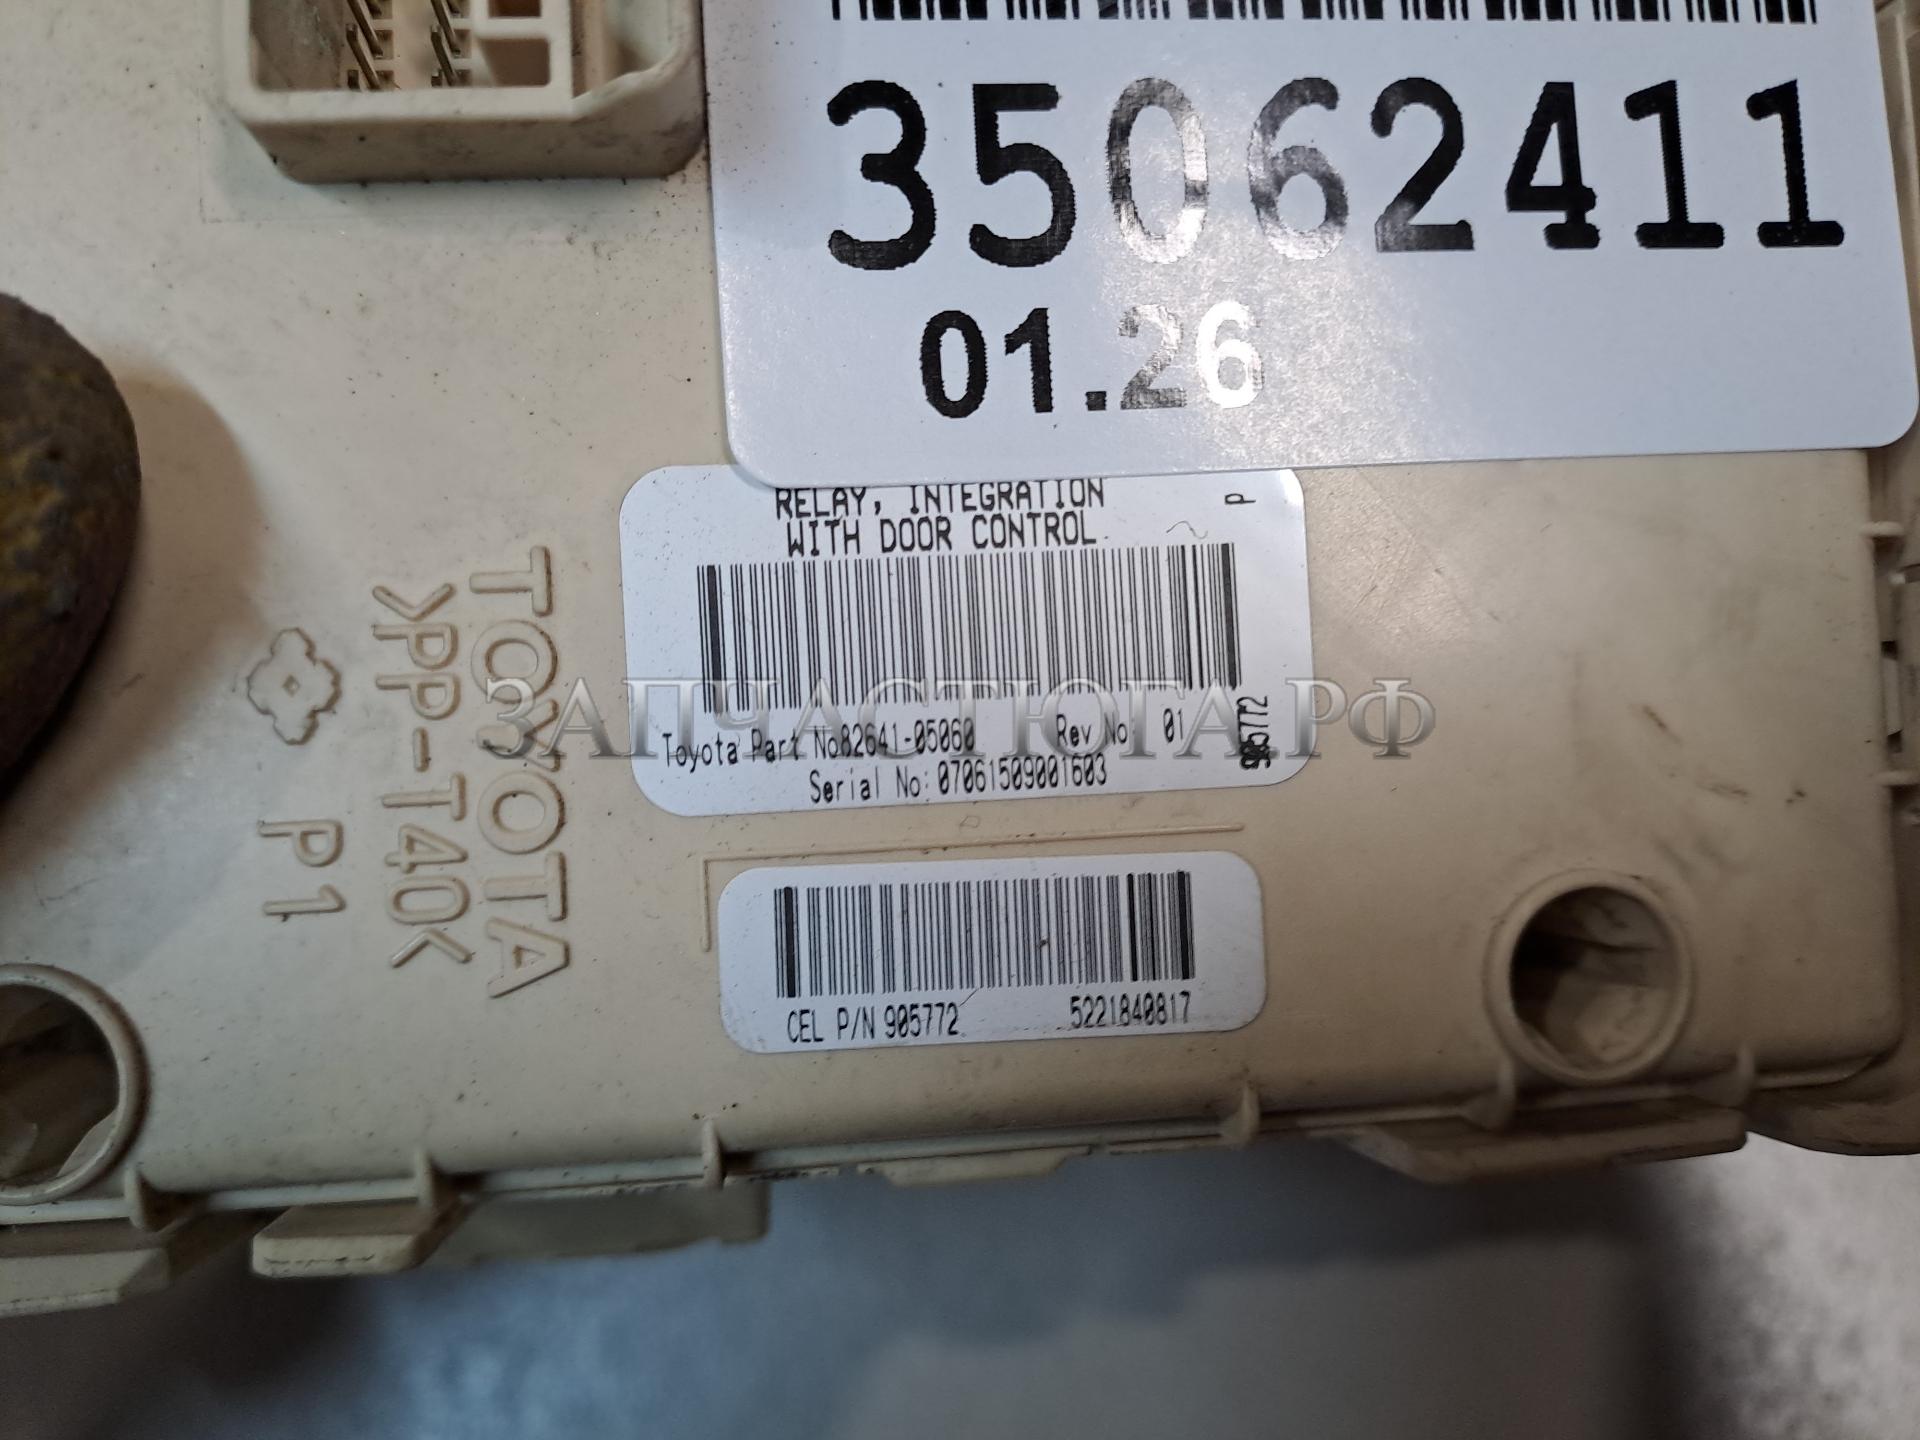 35062411
01.26
RELAY, INTEGRATION
WITH DOOR CONTROL
P
Toyota Part No82641-05060 Rev No: 01
Serial No: 07061509001603
905772
CEL P/N 905772 5221840817
TOYOTA
>PP-T40<
P1
ЗАПЧАСТЮГА.РФ